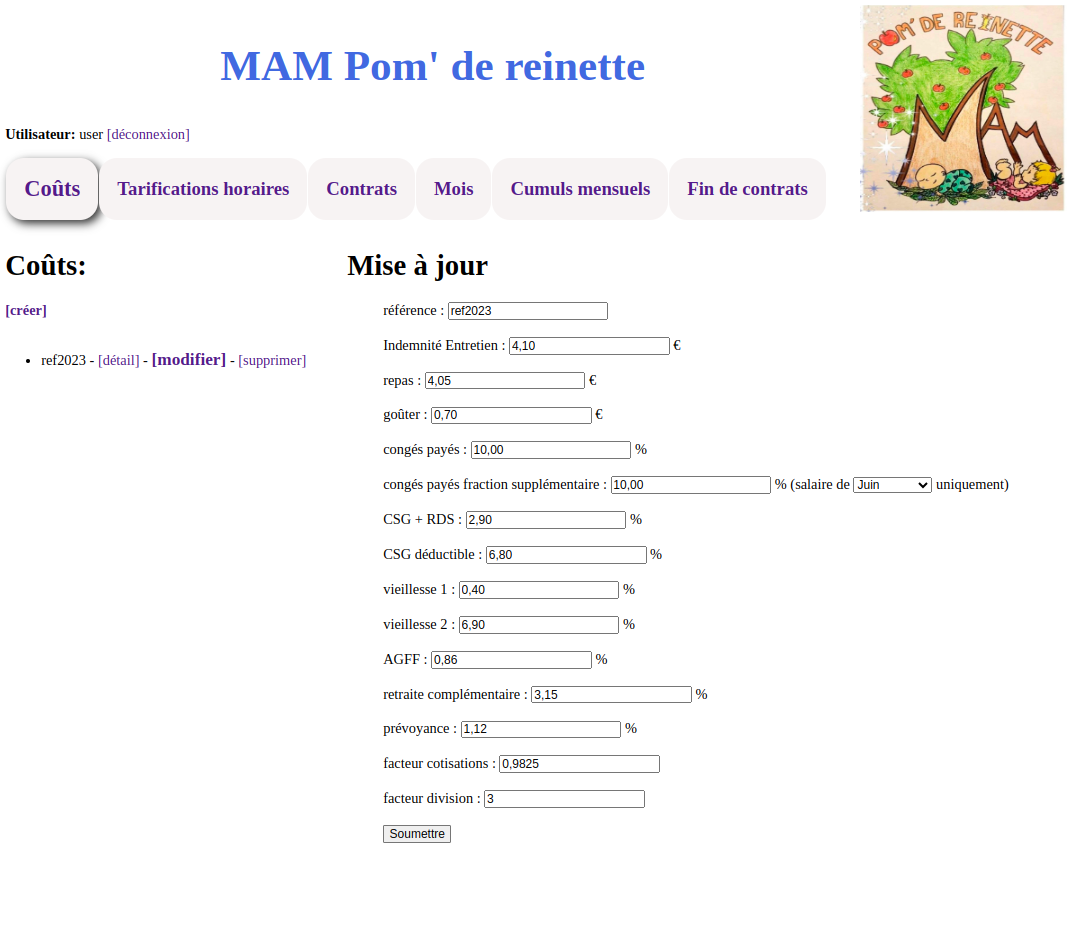 MAM Pom' de reinette
POM' DE REINETTE
MAM
Utilisateur: user [déconnexion]
Coûts Tarifications horaires Contrats Mois Cumuls mensuels Fin de contrats
Coûts:
[créer]
ref2023 - [détail] - [modifier] - [supprimer]
Mise à jour
référence : ref2023
Indemnité Entretien : 4,10 €
repas : 4,05 €
goûter : 0,70 €
congés payés : 10,00 %
congés payés fraction supplémentaire : 10,00 % (salaire de Juin uniquement)
CSG + RDS : 2,90 %
CSG déductible : 6,80 %
vieillesse 1 : 0,40 %
vieillesse 2 : 6,90 %
AGFF : 0,86 %
retraite complémentaire : 3,15 %
prévoyance : 1,12 %
facteur cotisations : 0,9825
facteur division : 3
Soumettre